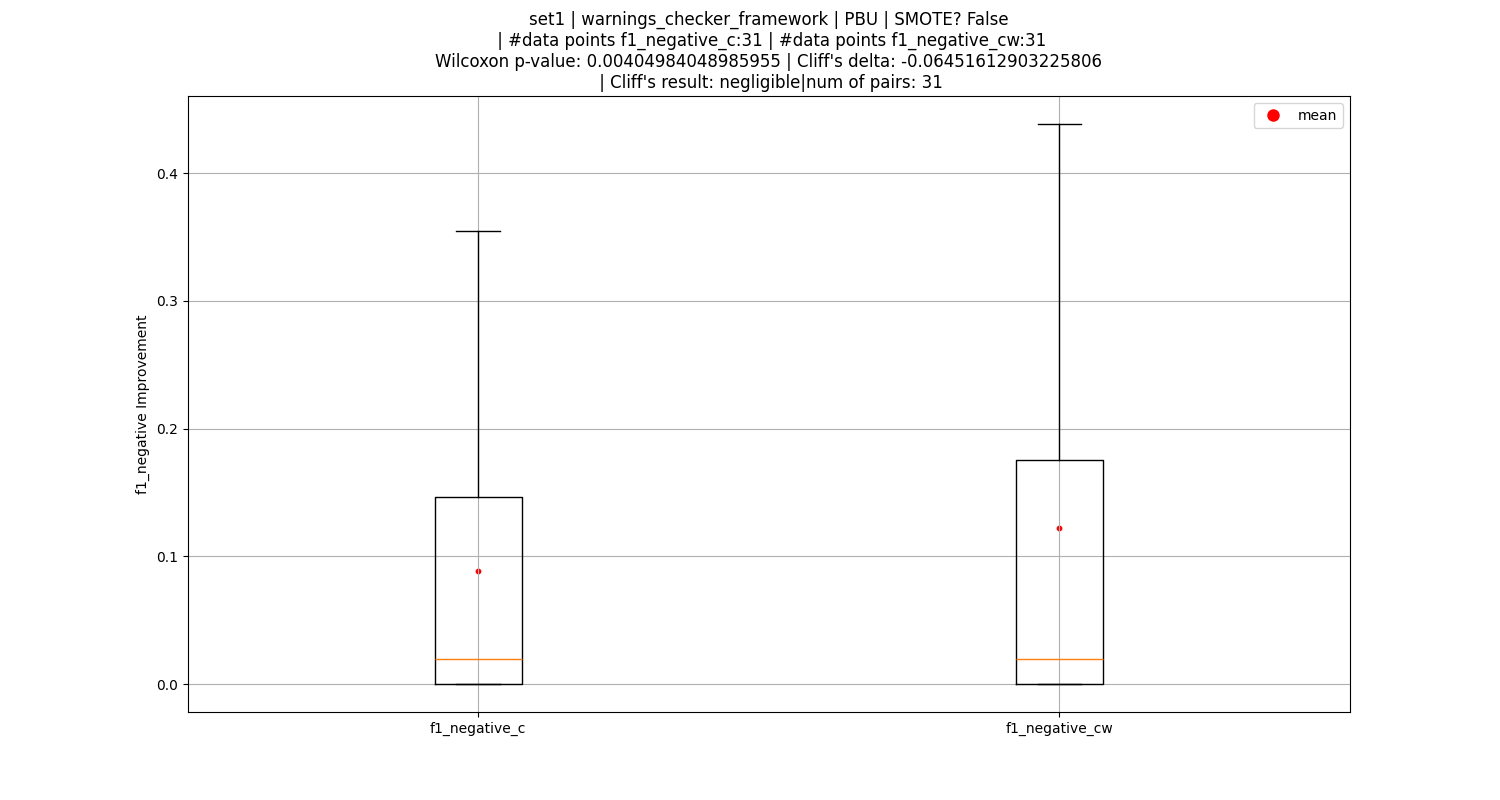 set1 | warnings_checker_framework | PBU | SMOTE? False
| #data points f1_negative_c:31 | #data points f1_negative_cw:31
Wilcoxon p-value: 0.00404984048985955 | Cliff's delta: -0.06451612903225806
| Cliff's result: negligible|num of pairs: 31
mean
0.4
0.3
0.2
0.1
0.0
f1_negative Improvement
f1_negative_c
f1_negative_cw